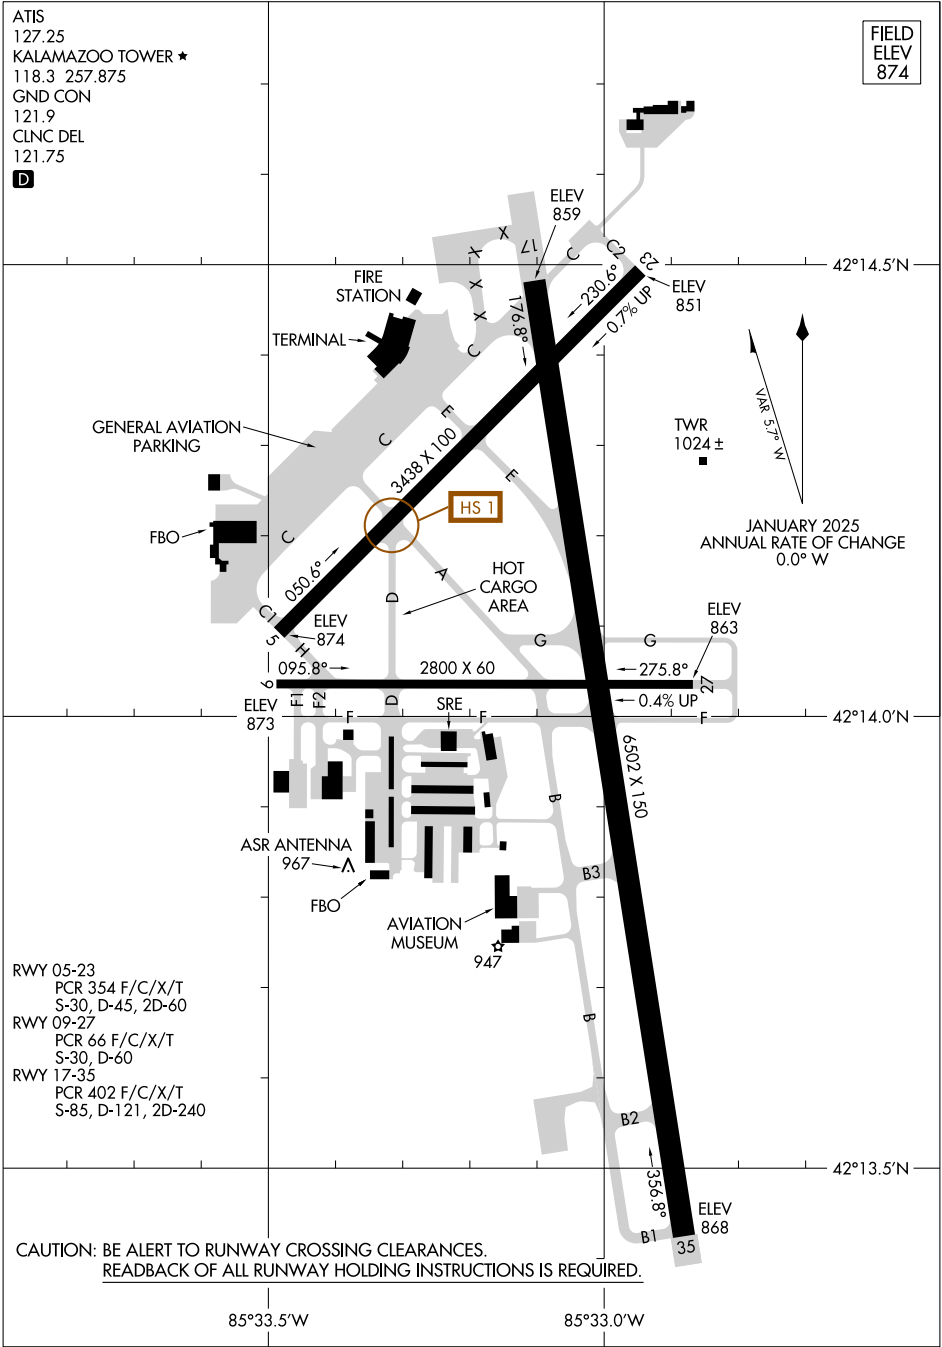 ATIS
127.25
KALAMAZOO TOWER ★
118.3 257.875
GND CON
121.9
CLNC DEL
121.75
D
FIELD
ELEV
874
ELEV
859
X
17
C
C2
23
X
42°14.5'N
FIRE
STATION
X
176.8°
230.6°
0.7% UP
ELEV
851
X
TERMINAL
C
VAR 5.7° W
E
GENERAL AVIATION
PARKING
C
3438 X 100
TWR
1024 ±
E
HS 1
FBO
C
JANUARY 2025
ANNUAL RATE OF CHANGE
0.0° W
050.6°
A
HOT
CARGO
AREA
D
C1
5
ELEV
874
ELEV
863
H
G
G
095.8°
2800 X 60
275.8°
6
27
F1
F2
D
0.4% UP
ELEV
873
SRE
F
F
F
42°14.0'N
6502 X 150
B
ASR ANTENNA
967
B3
FBO
AVIATION
MUSEUM
947
RWY 05-23
PCR 354 F/C/X/T
S-30, D-45, 2D-60
RWY 09-27
PCR 66 F/C/X/T
S-30, D-60
RWY 17-35
PCR 402 F/C/X/T
S-85, D-121, 2D-240
B
B2
42°13.5'N
356.8°
ELEV
868
B1
35
CAUTION: BE ALERT TO RUNWAY CROSSING CLEARANCES.
READBACK OF ALL RUNWAY HOLDING INSTRUCTIONS IS REQUIRED.
85°33.5'W
85°33.0'W